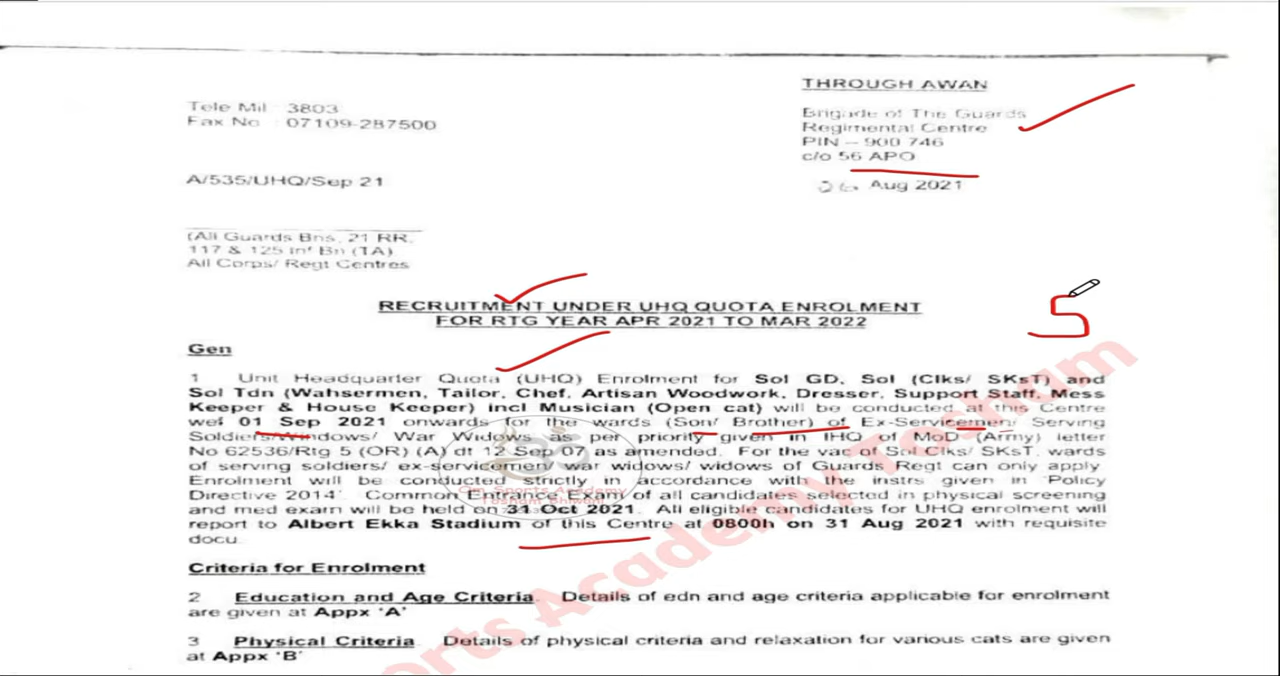 THROUGH AWAN
Tele Mil : 3803
Fax No : 07109-287500
Brigade of The Guards
Regimental Centre
PIN – 900 746
c/o 56 APO
A/535/UHQ/Sep 21
26 Aug 2021
(All Guards Bns, 21 RR,
117 & 125 Inf Bn (TA)
All Corps/ Regt Centres
RECRUITMENT UNDER UHQ QUOTA ENROLMENT
FOR RTG YEAR APR 2021 TO MAR 2022
5
Gen
1 Unit Headquarter Quota (UHQ) Enrolment for Sol GD, Sol (Clks/ SKsT) and
Sol Tdn (Wahsermen, Tailor, Chef, Artisan Woodwork, Dresser, Support Staff, Mess
Keeper & House Keeper) incl Musician (Open cat) will be conducted at this Centre
wef 01 Sep 2021 onwards for the wards (Son/ Brother) of Ex-Servicemen/ Serving
Soldiers/Windows/ War Widows as per priority given in IHQ of MoD (Army) letter
No 62536/Rtg 5 (OR) (A) dt 12 Sep 07 as amended. For the vac of Sol Clks/ SKsT, wards
of serving soldiers/ ex-servicemen/ war widows/ widows of Guards Regt can only apply.
Enrolment will be conducted strictly in accordance with the instrs given in 'Policy
Directive 2014'. Common Entrance Exam of all candidates selected in physical screening
and med exam will be held on 31 Oct 2021. All eligible candidates for UHQ enrolment will
report to Albert Ekka Stadium of this Centre at 0800h on 31 Aug 2021 with requisite
docu.
Criteria for Enrolment
2 Education and Age Criteria. Details of edn and age criteria applicable for enrolment
are given at Appx 'A'
3 Physical Criteria. Details of physical criteria and relaxation for various cats are given
at Appx 'B'
Om Sports Academy
Tosham Bhiwani
orts Academy Tosham